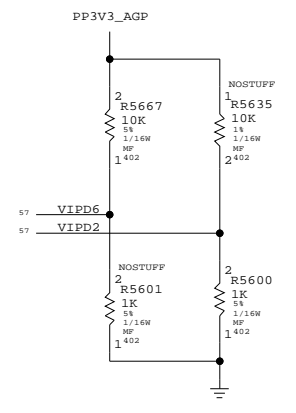 PP3V3_AGP
2
R5667
10K
5%
1/16W
MF
402
1
NOSTUFF
1
R5635
10K
1%
1/16W
MF
402
2
57 VIPD6
57 VIPD2
NOSTUFF
2
R5601
1K
5%
1/16W
MF
402
1
2
R5600
1K
5%
1/16W
MF
402
1